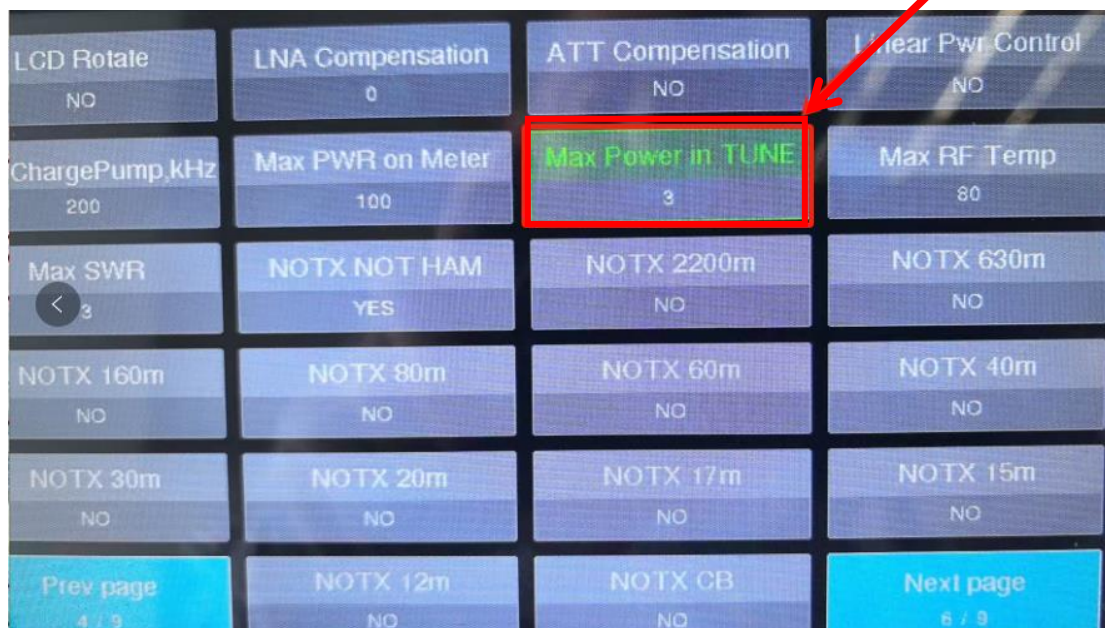 LCD Rotate
NO
LNA Compensation
0
ATT Compensation
NO
Linear Pwr Control
NO
ChargePump,kHz
200
Max PWR on Meter
100
Max Power in TUNE
3
Max RF Temp
80
Max SWR
3
NOTX NOT HAM
YES
NOTX 2200m
NO
NOTX 630m
NO
NOTX 160m
NO
NOTX 80m
NO
NOTX 60m
NO
NOTX 40m
NO
NOTX 30m
NO
NOTX 20m
NO
NOTX 17m
NO
NOTX 15m
NO
Prev page
4 / 9
NOTX 12m
NO
NOTX CB
NO
Next page
6 / 9